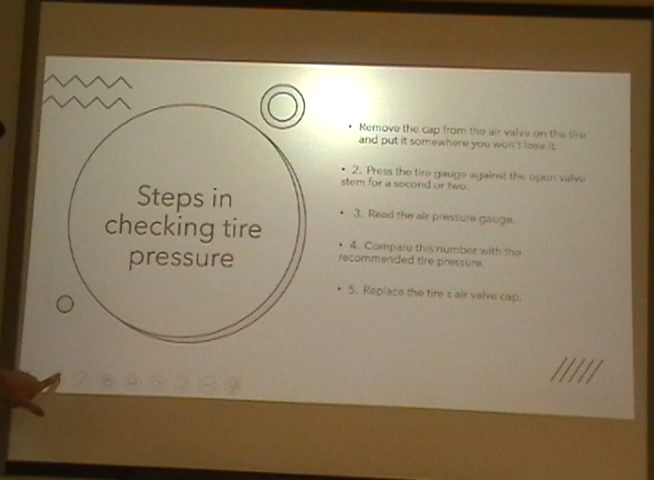 Steps in
checking tire
pressure
• Remove the cap from the air valve on the tire
and put it somewhere you won't lose it.
• 2. Press the tire gauge against the open valve
stem for a second or two.
• 3. Read the air pressure gauge.
• 4. Compare this number with the
recommended tire pressure.
• 5. Replace the tire's air valve cap.